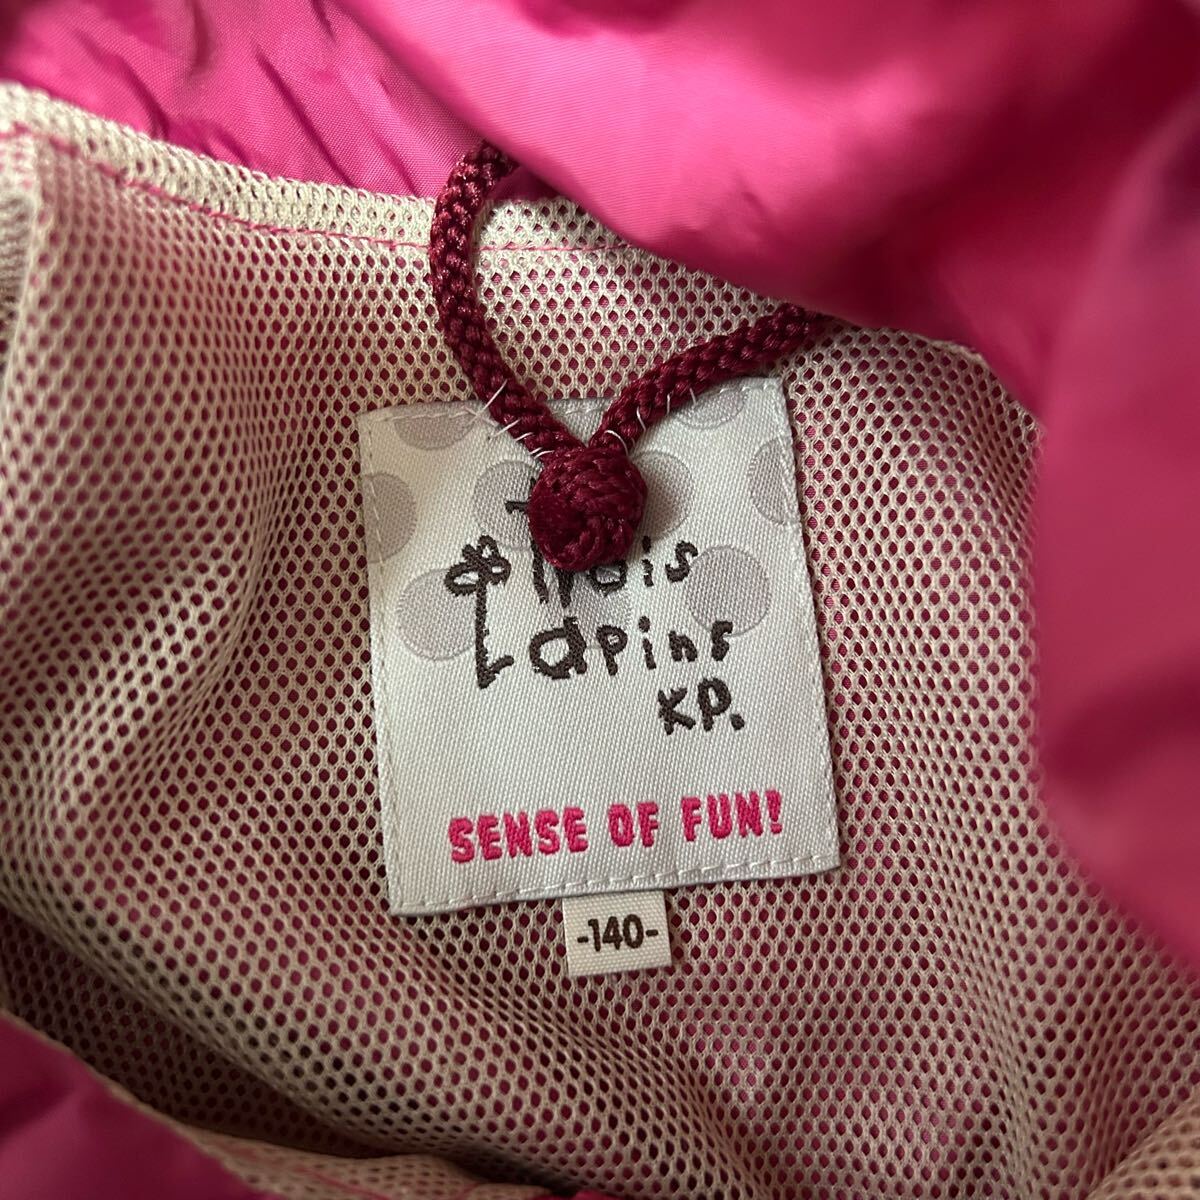 Lapins
KP.
SENSE OF FUN!
-140-